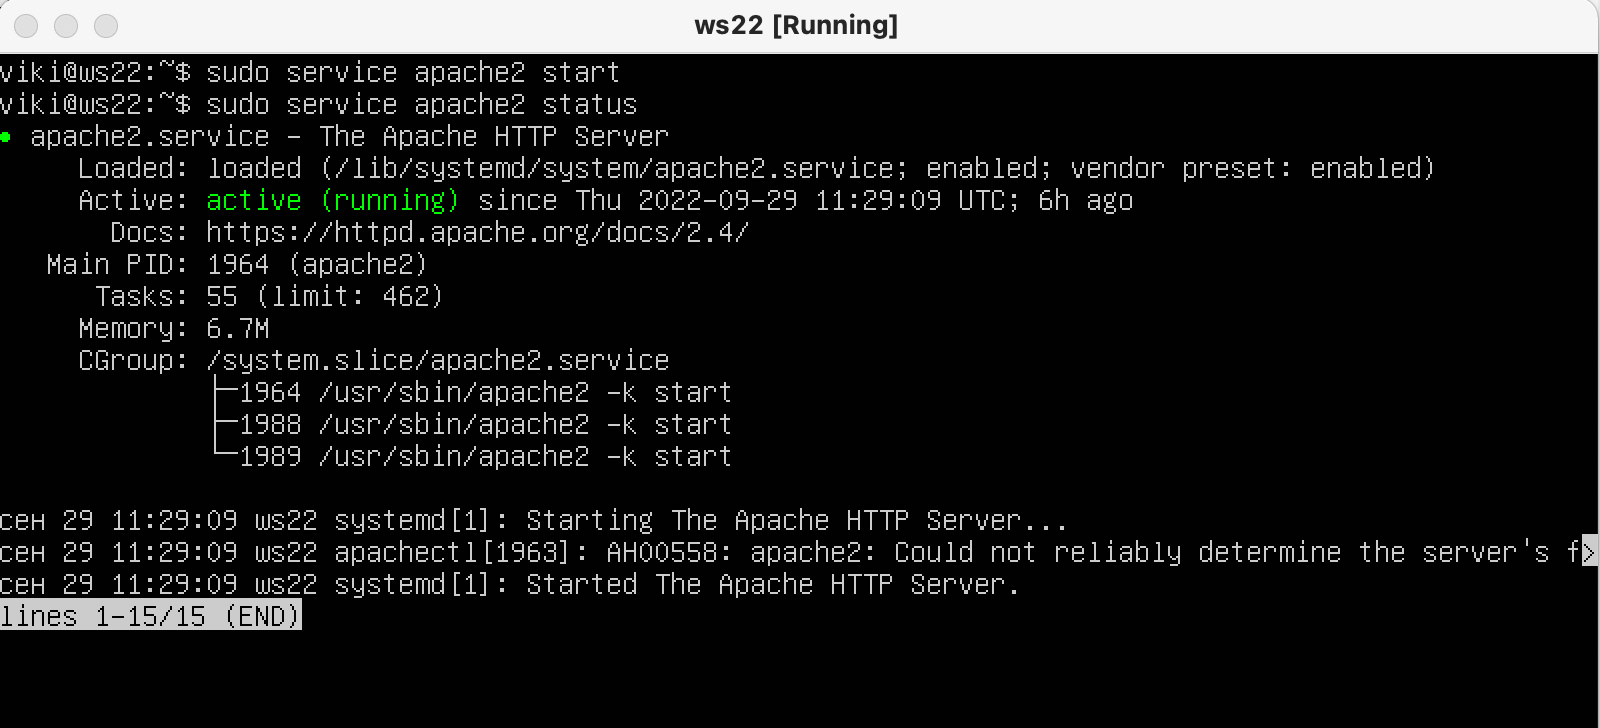 ws22 [Running]
viki@ws22:~$ sudo service apache2 start
viki@ws22:~$ sudo service apache2 status
● apache2.service - The Apache HTTP Server
     Loaded: loaded (/lib/systemd/system/apache2.service; enabled; vendor preset: enabled)
     Active: active (running) since Thu 2022-09-29 11:29:09 UTC; 6h ago
       Docs: https://httpd.apache.org/docs/2.4/
   Main PID: 1964 (apache2)
      Tasks: 55 (limit: 462)
     Memory: 6.7M
     CGroup: /system.slice/apache2.service
             ├─1964 /usr/sbin/apache2 -k start
             ├─1988 /usr/sbin/apache2 -k start
             └─1989 /usr/sbin/apache2 -k start
сен 29 11:29:09 ws22 systemd[1]: Starting The Apache HTTP Server...
сен 29 11:29:09 ws22 apachectl[1963]: AH00558: apache2: Could not reliably determine the server's f>
сен 29 11:29:09 ws22 systemd[1]: Started The Apache HTTP Server.
lines 1-15/15 (END)